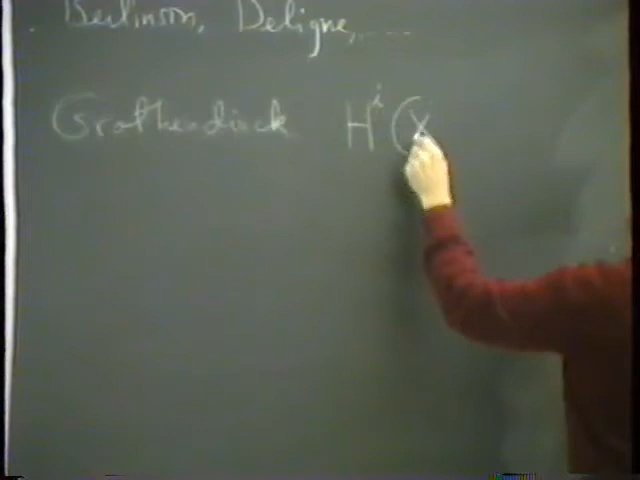 Beilinson, Deligne, ....
Grothendieck H^i (X